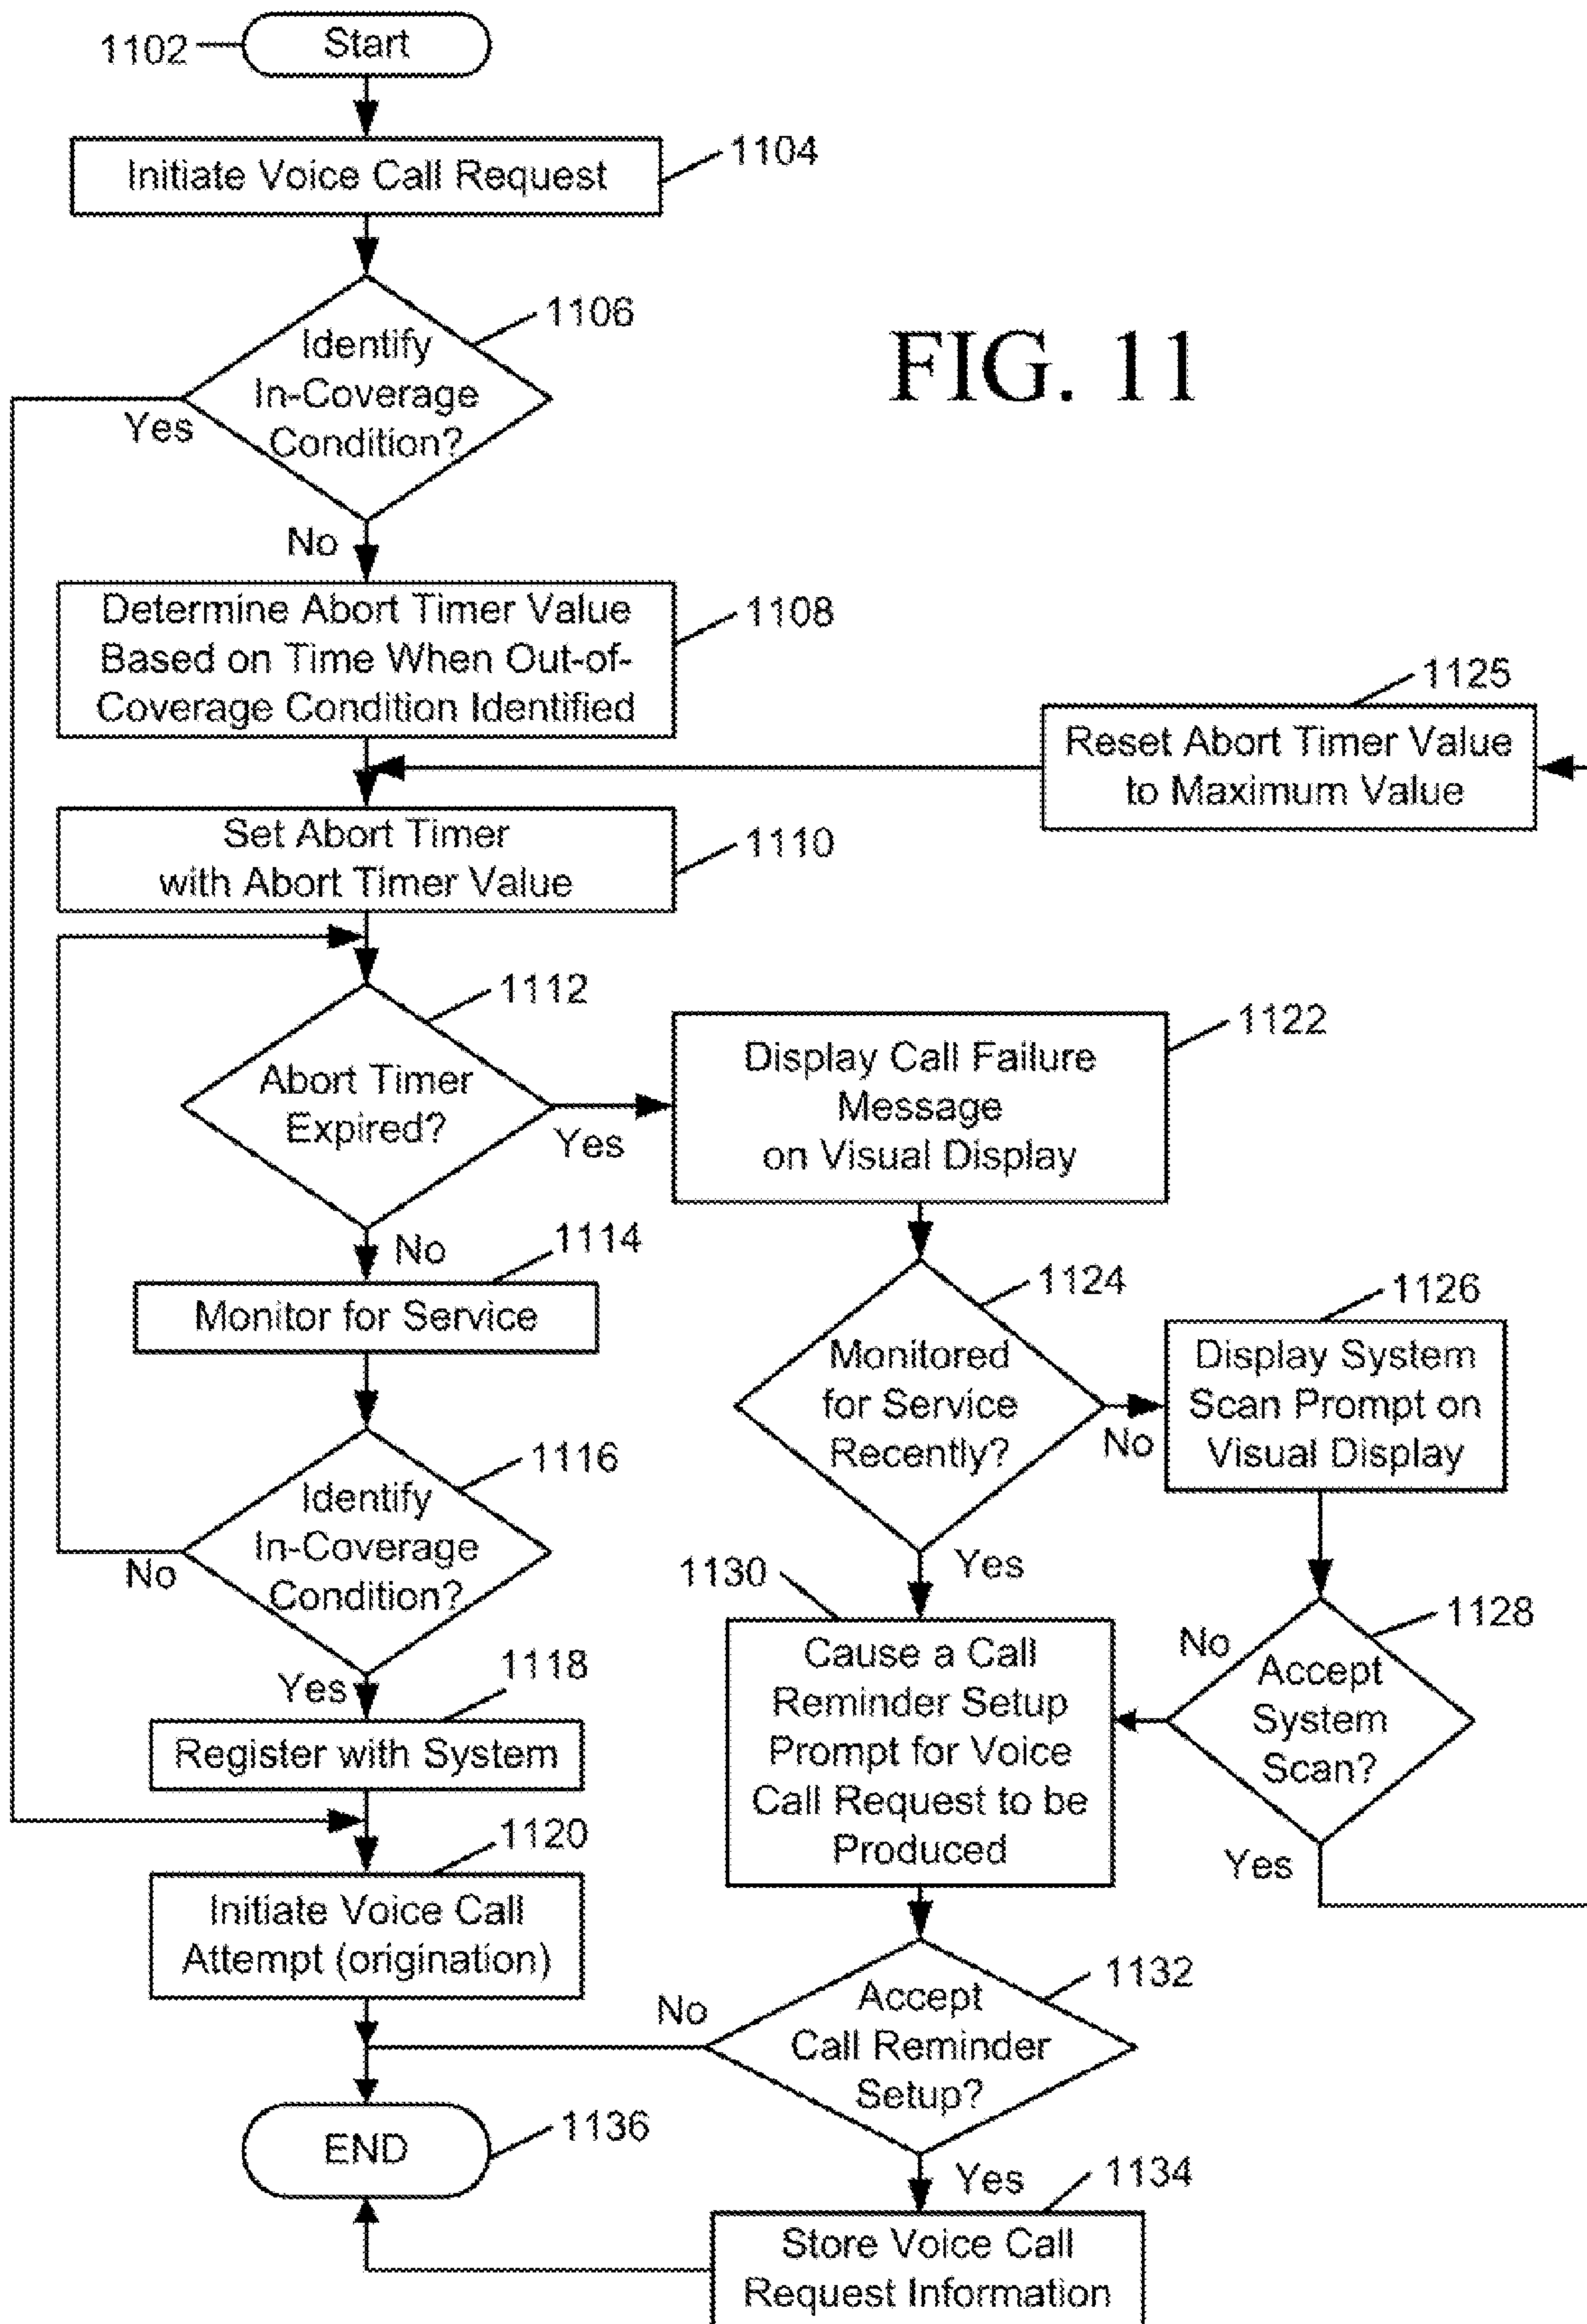 1102
Start
Initiate Voice Call Request
1104
1106
Identify
In-Coverage
Condition?
Yes
No
FIG. 11
Determine Abort Timer Value
Based on Time When Out-of-
Coverage Condition Identified
1108
1125
Reset Abort Timer Value
to Maximum Value
Set Abort Timer
with Abort Timer Value
1110
1112
Abort Timer
Expired?
Yes
No
1122
Display Call Failure
Message
on Visual Display
1114
Monitor for Service
1124
Monitored
for Service
Recently?
No
Yes
1126
Display System
Scan Prompt on
Visual Display
1116
Identify
In-Coverage
Condition?
No
Yes
1128
No
Accept
System
Scan?
Yes
1130
Cause a Call
Reminder Setup
Prompt for Voice
Call Request to be
Produced
1118
Register with System
1120
Initiate Voice Call
Attempt (origination)
1132
No
Accept
Call Reminder
Setup?
Yes
END
1136
1134
Store Voice Call
Request Information